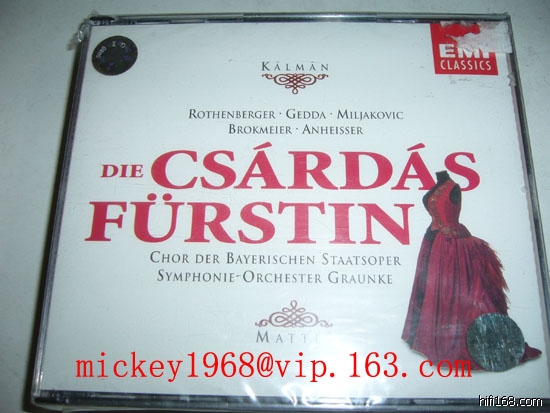 EMI
CLASSICS
KÁLMÁN
ROTHENBERGER · GEDDA · MILJAKOVIC
BROKMEIER · ANHEISSER
DIE CSÁRDÁS
FÜRSTIN
CHOR DER BAYERISCHEN STAATSOPER
SYMPHONIE-ORCHESTER GRAUNKE
MATTE
mickey1968@vip.163.com
hifi168.com